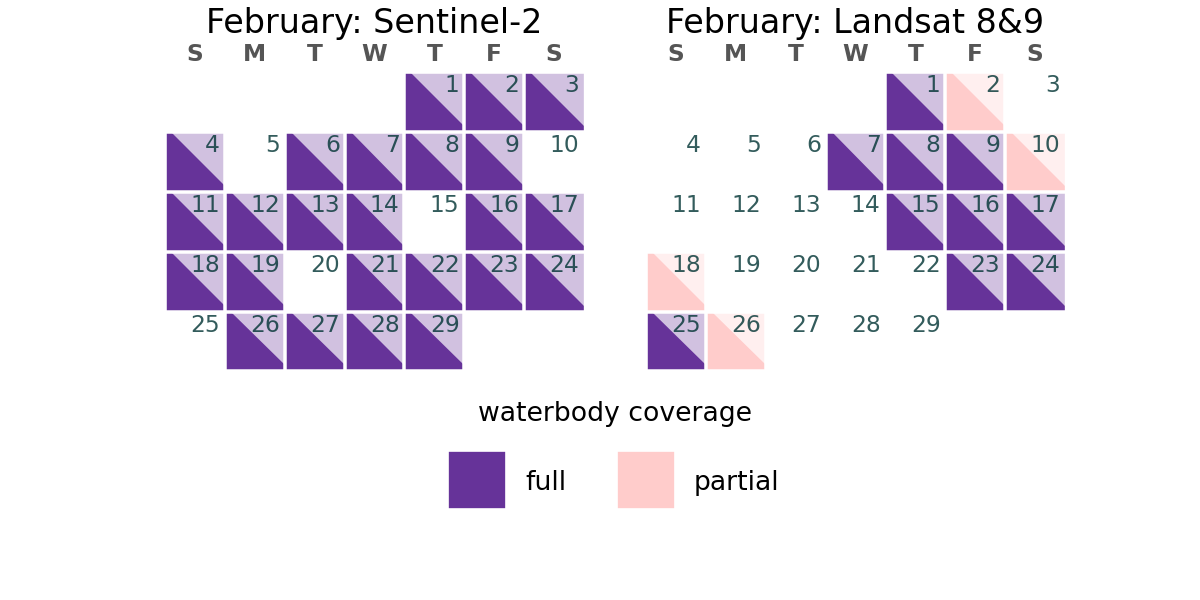 February: Sentinel-2
S M T W T F S
1 2 3
4 5 6 7 8 9 10
11 12 13 14 15 16 17
18 19 20 21 22 23 24
25 26 27 28 29
February: Landsat 8&9
S M T W T F S
1 2 3
4 5 6 7 8 9 10
11 12 13 14 15 16 17
18 19 20 21 22 23 24
25 26 27 28 29
waterbody coverage
full partial